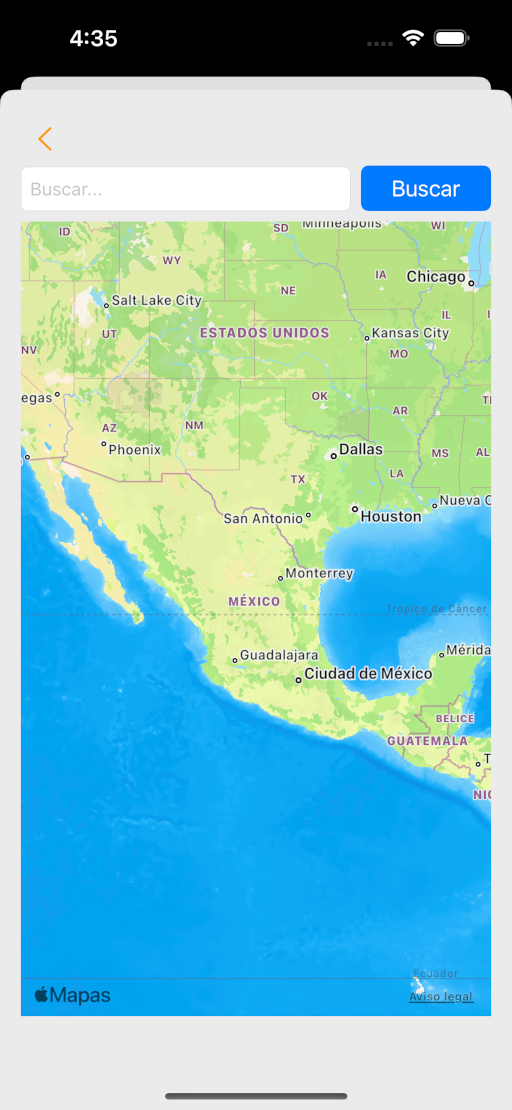 4:35
Buscar...
Buscar
ID
SD
Minneapolis
WI
WY
IA
Chicago
NE
Salt Lake City
IL
UT
ESTADOS UNIDOS
Kansas City
NV
MO
egas
OK
AR
AZ
NM
Phoenix
Dallas
MS
AL
TX
LA
San Antonio
Houston
Nueva O
Monterrey
MÉXICO
Trópico de Cáncer
Guadalajara
Mérida
Ciudad de México
BELICE
GUATEMALA
T
NIC
Ecuador
Mapas
Aviso legal